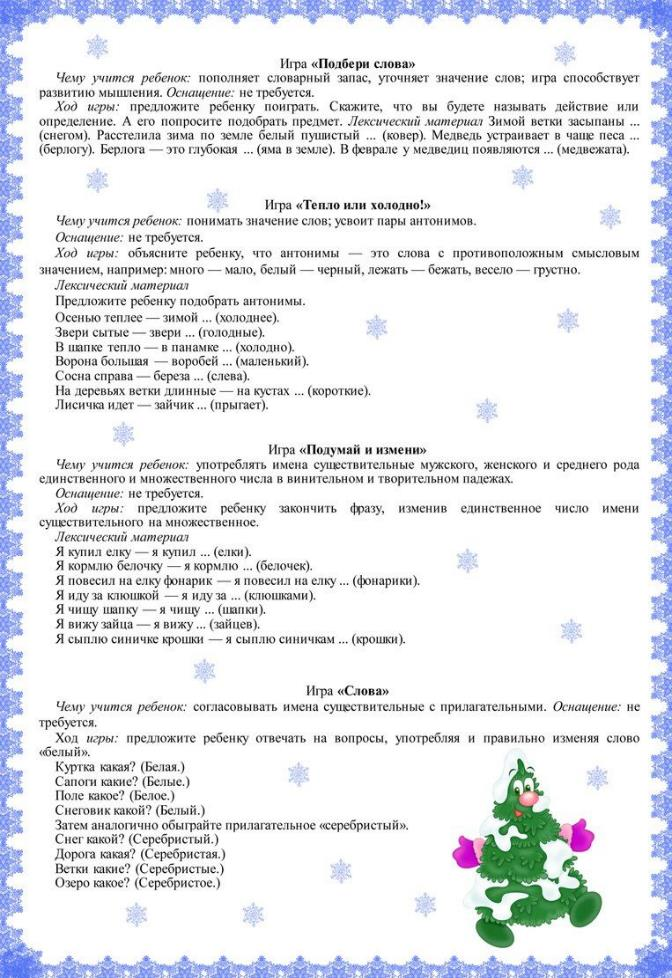 Игра «Подбери слова»
Чему учится ребенок: пополняет словарный запас, уточняет значение слов; игра способствует
развитию мышления. Оснащение: не требуется.
Ход игры: предложите ребенку поиграть. Скажите, что вы будете называть действие или
определение. А его попросите подобрать предмет. Лексический материал Зимой ветки засыпаны ...
(снегом). Расстелила зима по земле белый пушистый ... (ковер). Медведь устраивает в чаще леса ...
(берлогу). Берлога — это глубокая ... (яма в земле). В феврале у медведиц появляются ... (медвежата).
Игра «Тепло или холодно!»
Чему учится ребенок: понимать значение слов; усвоит пары антонимов.
Оснащение: не требуется.
Ход игры: объясните ребенку, что антонимы — это слова с противоположным смысловым
значением, например: много — мало, белый — черный, лежать — бежать, весело — грустно.
Лексический материал
Предложите ребенку подобрать антонимы.
Осенью теплее — зимой ... (холоднее).
Звери сытые — звери ... (голодные).
В шапке тепло — в панамке ... (холодно).
Ворона большая — воробей ... (маленький).
Сосна справа — береза ... (слева).
На деревьях ветки длинные — на кустах ... (короткие).
Лисичка идет — зайчик ... (прыгает).
Игра «Подумай и измени»
Чему учится ребенок: употреблять имена существительные мужского, женского и среднего рода
единственного и множественного числа в винительном и творительном падежах.
Оснащение: не требуется.
Ход игры: предложите ребенку закончить фразу, изменив единственное число имени
существительного на множественное.
Лексический материал
Я купил елку — я купил ... (елки).
Я кормлю белочку — я кормлю ... (белочек).
Я повесил на елку фонарик — я повесил на елку ... (фонарики).
Я иду за клюшкой — я иду за ... (клюшками).
Я чищу шапку — я чищу ... (шапки).
Я вижу зайца — я вижу ... (зайцев).
Я сыплю синичке крошки — я сыплю синичкам ... (крошки).
Игра «Слова»
Чему учится ребенок: согласовывать имена существительные с прилагательными. Оснащение: не
требуется.
Ход игры: предложите ребенку отвечать на вопросы, употребляя и правильно изменяя слово
«белый».
Куртка какая? (Белая.)
Сапоги какие? (Белые.)
Поле какое? (Белое.)
Снеговик какой? (Белый.)
Затем аналогично обыграйте прилагательное «серебристый».
Снег какой? (Серебристый.)
Дорога какая? (Серебристая.)
Ветки какие? (Серебристые.)
Озеро какое? (Серебристое.)